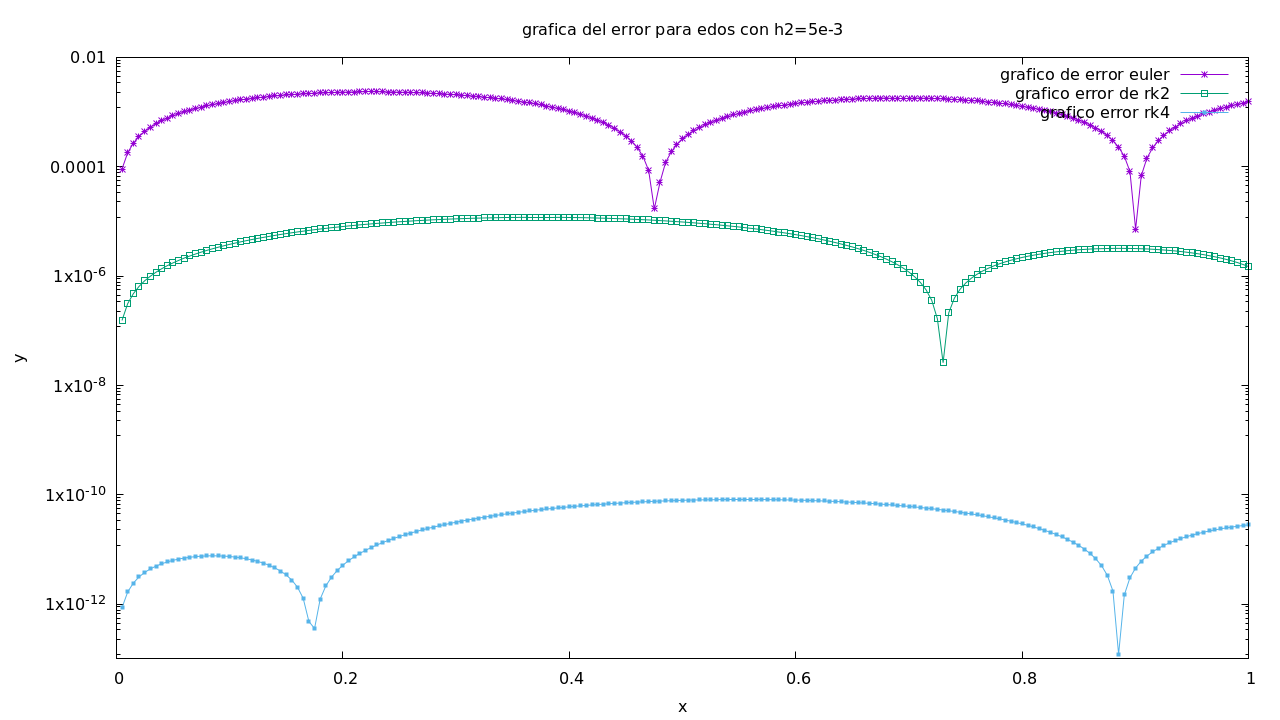 grafica del error para edos con h2=5e-3
grafico de error euler
grafico error de rk2
grafico error rk4
0.01
0.0001
1x10-6
1x10-8
1x10-10
1x10-12
y
0 0.2 0.4 0.6 0.8 1
x